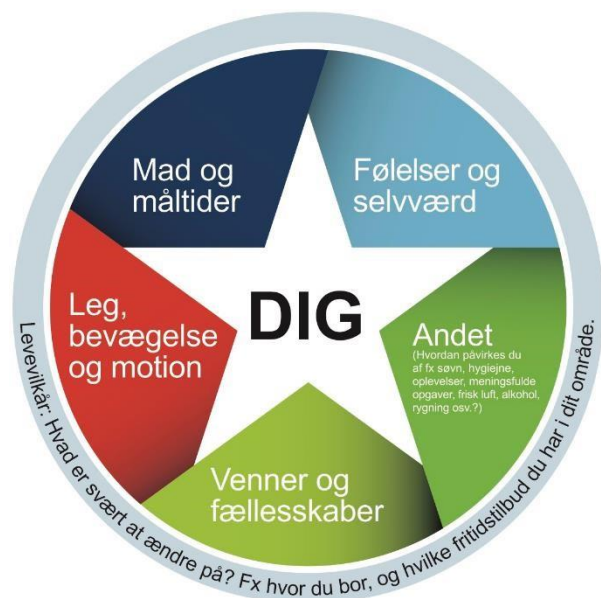 Mad og
måltider
Følelser og
selvværd
Leg,
bevægelse
og motion
DIG
Andet
(Hvordan påvirkes du
af fx søvn, hygiejne,
oplevelser, meningsfulde
opgaver, frisk luft, alkohol,
rygning osv.?)
Venner og
fællesskaber
Levevilkår: Hvad er svært at ændre på? Fx hvor du bor, og hvilke fritidstilbud du har i dit område.